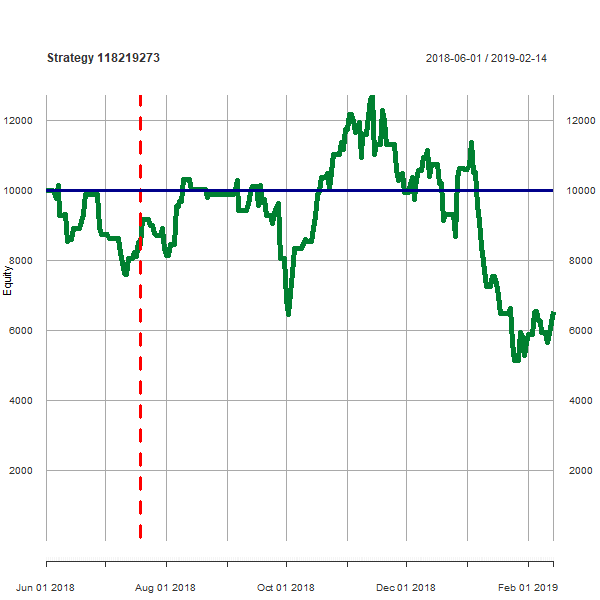 Strategy 118219273
2018-06-01 / 2019-02-14
12000
12000
10000
10000
8000
8000
Equity
6000
6000
4000
4000
2000
2000
Jun 01 2018
Aug 01 2018
Oct 01 2018
Dec 01 2018
Feb 01 2019